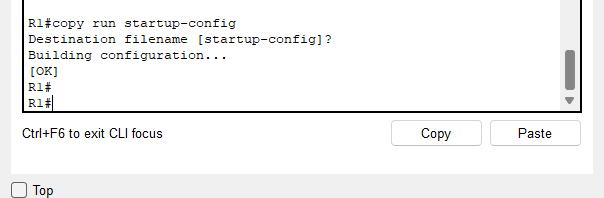 R1#copy run startup-config
Destination filename [startup-config]?
Building configuration...
[OK]
R1#
R1#
Ctrl+F6 to exit CLI focus
Copy
Paste
Top